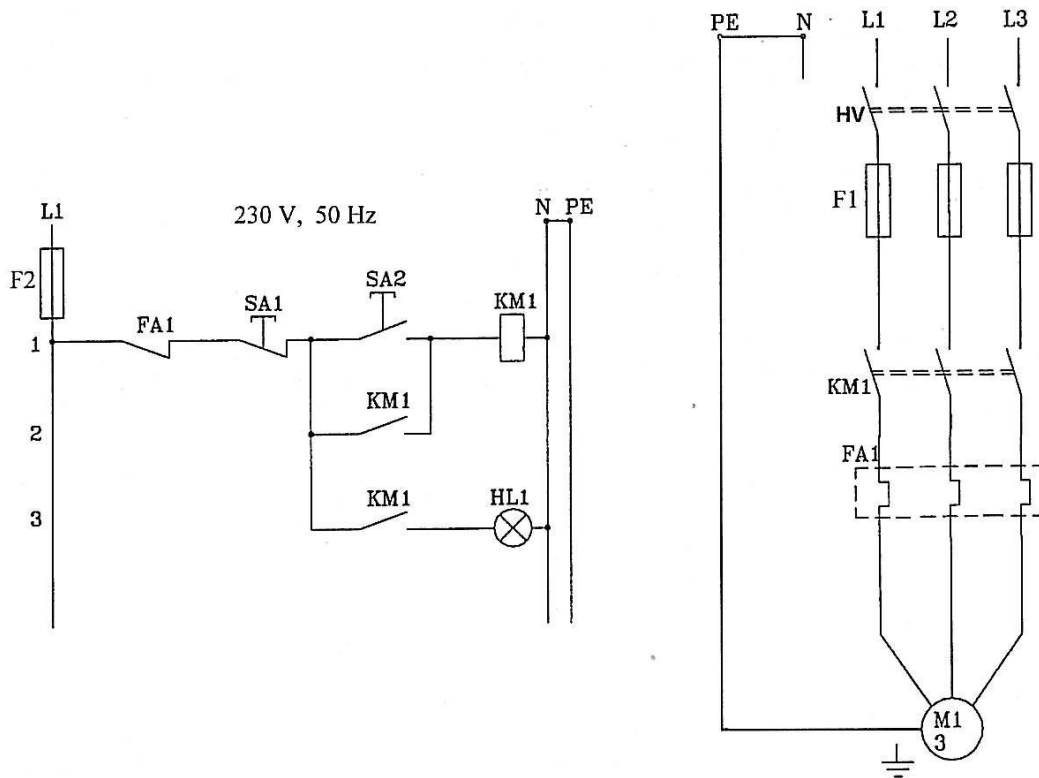 PE N L1 L2 L3
HV
F1
L1 230 V, 50 Hz N PE
F2
SA2
SA1 KM1
FA1
1
KM1
KM1
2
FA1
KM1 HL1
3
M1
3